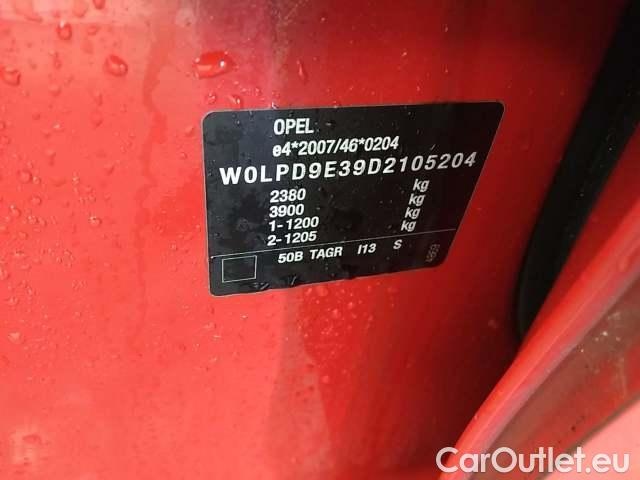 OPEL
e4*2007/46*0204
W0LPD9E39D2105204
2380 kg
3900 kg
1-1200 kg
2-1205
50B TAGR I13 S
CarOutlet.eu